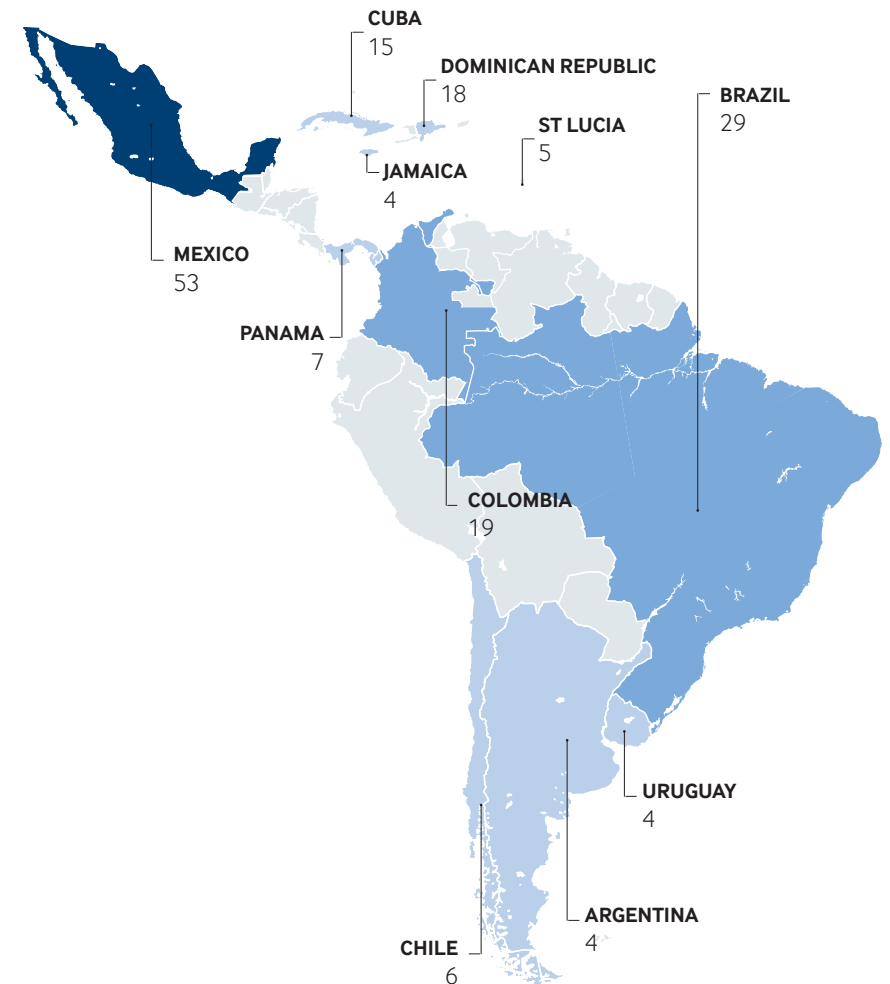 CUBA
15
DOMINICAN REPUBLIC
18
BRAZIL
29
ST LUCIA
5
JAMAICA
4
MEXICO
53
PANAMA
7
COLOMBIA
19
URUGUAY
4
ARGENTINA
4
CHILE
6